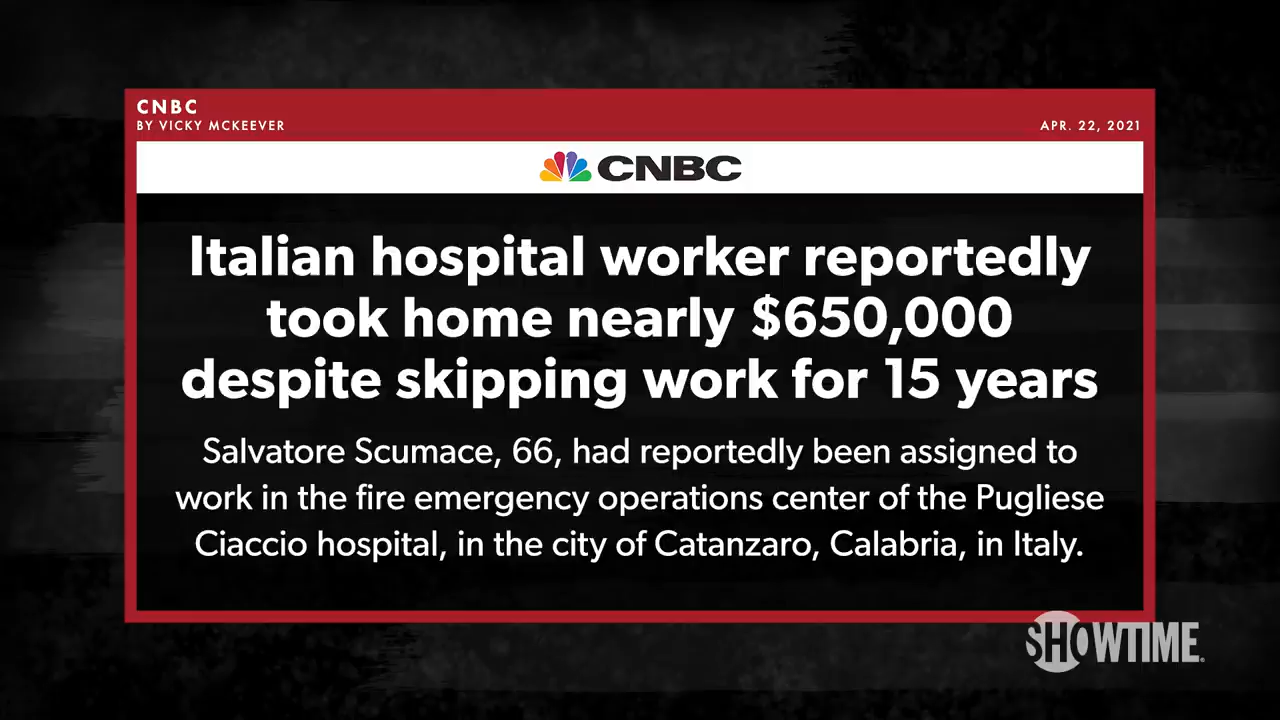 CNBC
BY VICKY MCKEEVER
APR. 22, 2021
CNBC
Italian hospital worker reportedly
took home nearly $650,000
despite skipping work for 15 years
Salvatore Scumace, 66, had reportedly been assigned to
work in the fire emergency operations center of the Pugliese
Ciaccio hospital, in the city of Catanzaro, Calabria, in Italy.
SHOWTIME.